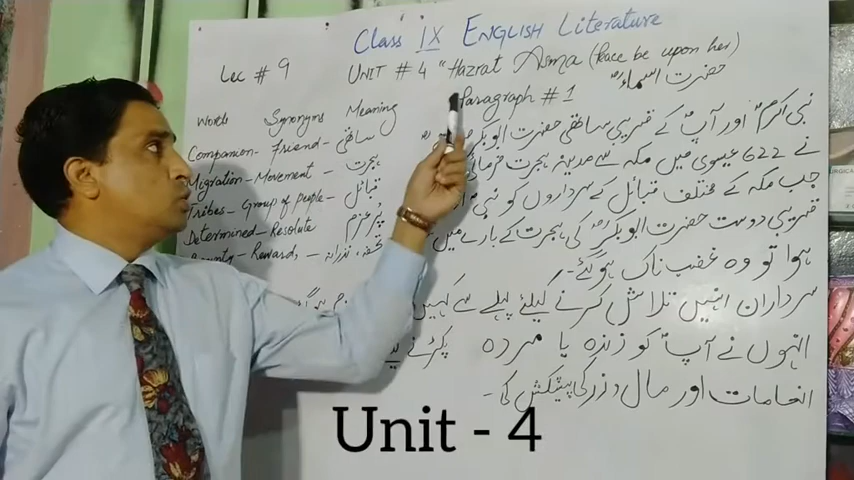 Class IX ENGLISH Literature
Lec # 9
UNIT # 4 "Hazrat Asma (Peace be upon her)
حضرت اسماءؓ
Paragraph # 1
Words Synonyms Meaning
Companion - Friend - ساتھی
Migration - Movement - ہجرت
Tribes - Group of people - قبائل
Determined - Resolute پُرعزم
Bounty - Reward, - تحفہ، نذرانہ
نبی اکرمؐ اور آپؐ کے قریبی ساتھی حضرت ابوبکر
نے 622 عیسوی میں مکہ سے مدینہ ہجرت فرمائی
جب مکہ کے مختلف قبائل کے سرداروں کو نبی
قریبی دوست حضرت ابوبکرؓ کی ہجرت کے بارے میں
ہوا تو وہ غضب ناک ہو گئے۔
سرداران انہیں تلاش کرنے کیلئے پہلے سے کہیں
انہوں نے آپؐ کو زندہ یا مردہ پکڑنے
انعامات اور مال و زر کی پیشکش کی۔
Unit - 4